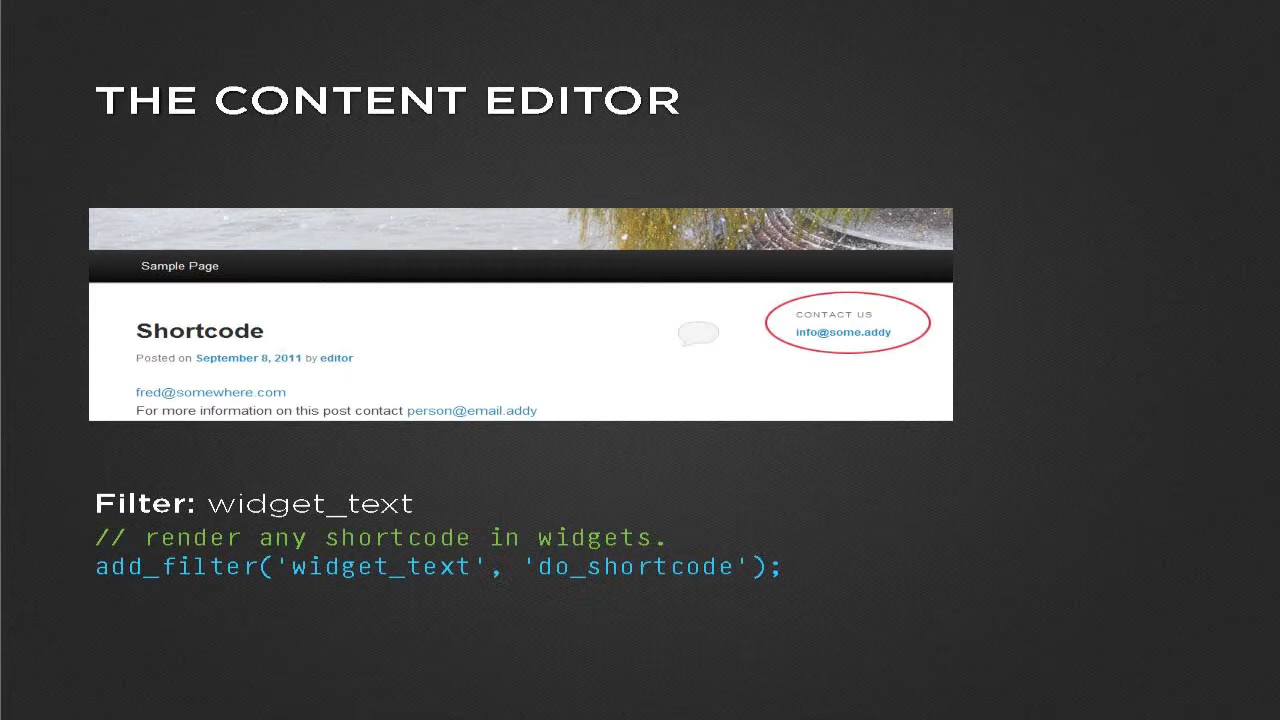 THE CONTENT EDITOR
Sample Page
CONTACT US
info@some.addy
Shortcode
Posted on September 8, 2011 by editor
fred@somewhere.com
For more information on this post contact person@email.addy
Filter: widget_text
// render any shortcode in widgets.
add_filter('widget_text', 'do_shortcode');